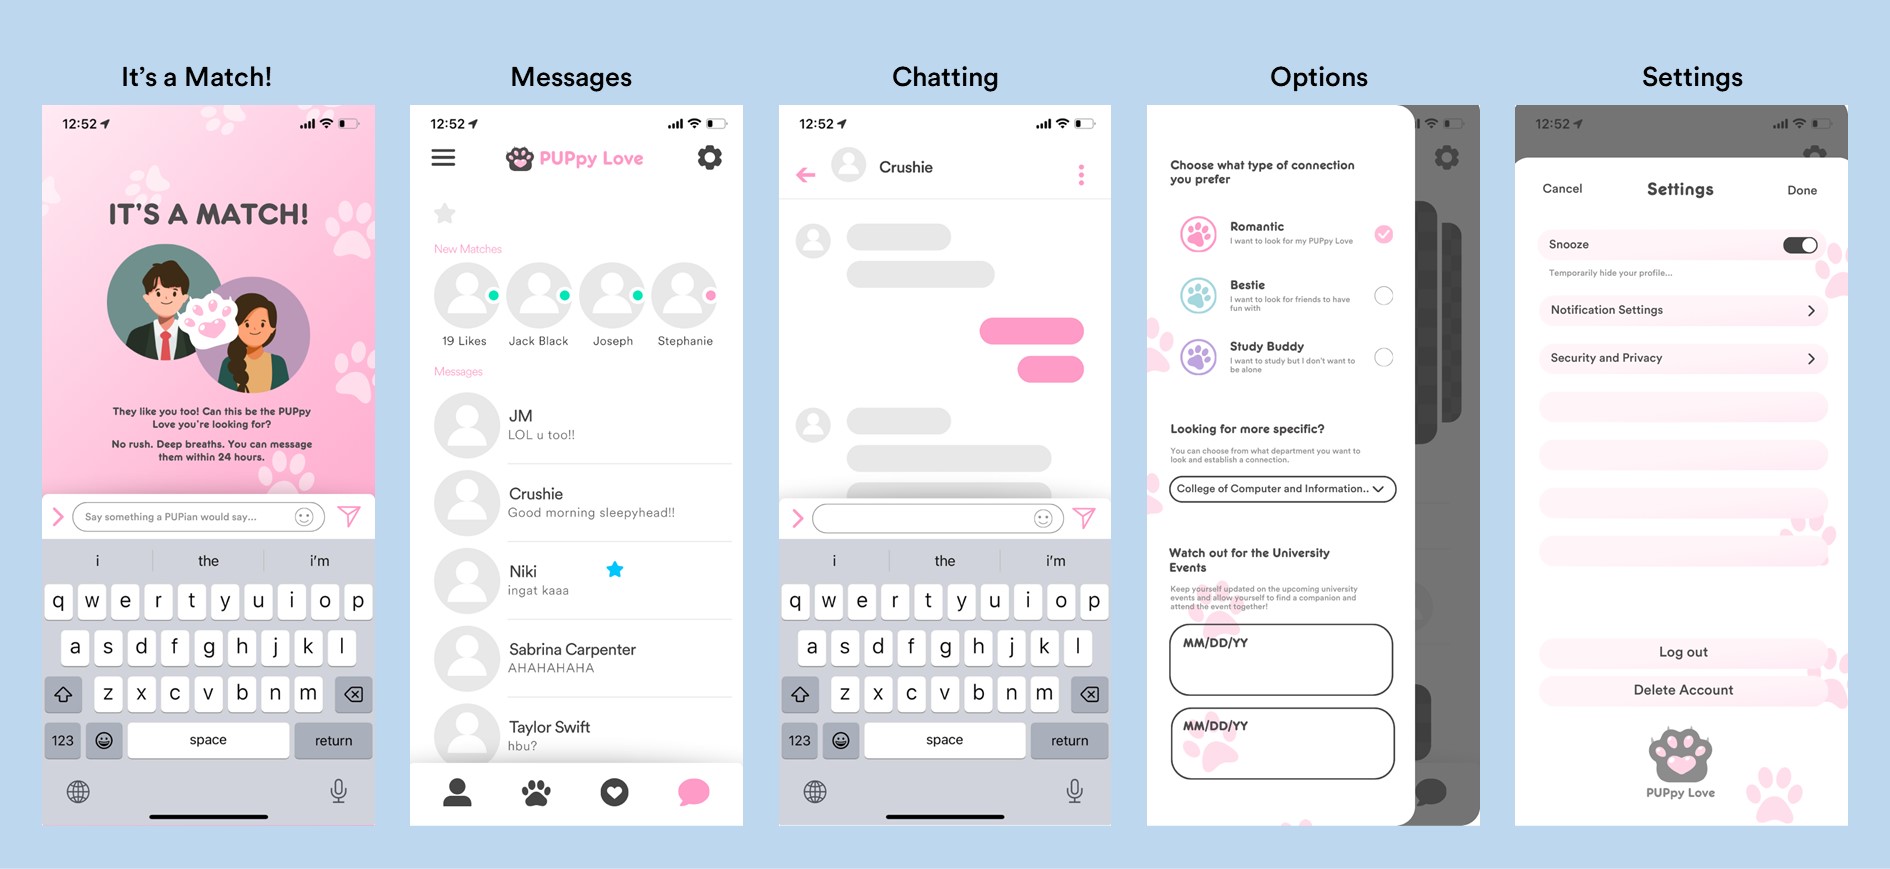 It's a Match!
12:52
IT'S A MATCH!
They like you too! Can this be the PUPpy
Love you're looking for?
No rush. Deep breaths. You can message
them within 24 hours.
Say something a PUPian would say...
i the i'm
q w e r t y u i o p
a s d f g h j k l
z x c v b n m
123 space return
Messages
12:52
PUPpy Love
New Matches
19 Likes Jack Black Joseph Stephanie
Messages
JM
LOL u too!!
Crushie
Good morning sleepyhead!!
Niki
ingat kaaa
Sabrina Carpenter
AHAHAHAHA
Taylor Swift
hbu?
Chatting
12:52
Crushie
i the i'm
q w e r t y u i o p
a s d f g h j k l
z x c v b n m
123 space return
Options
Choose what type of connection
you prefer
Romantic
I want to look for my PUPpy Love
Bestie
I want to look for friends to have
fun with
Study Buddy
I want to study but I don't want to
be alone
Looking for more specific?
You can choose from what department you want to
look and establish a connection.
College of Computer and Information..
Watch out for the University
Events
Keep yourself updated on the upcoming university
events and allow yourself to find a companion and
attend the event together!
MM/DD/YY
MM/DD/YY
Settings
12:52
Cancel Settings Done
Snooze
Temporarily hide your profile...
Notification Settings
Security and Privacy
Log out
Delete Account
PUPpy Love